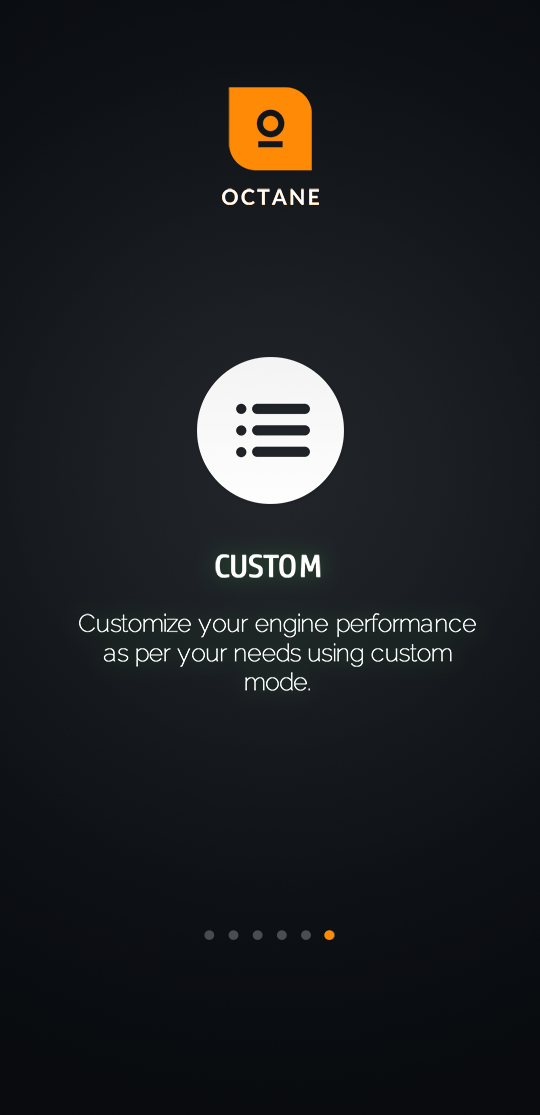 OCTANE
CUSTOM
Customize your engine performance
as per your needs using custom
mode.